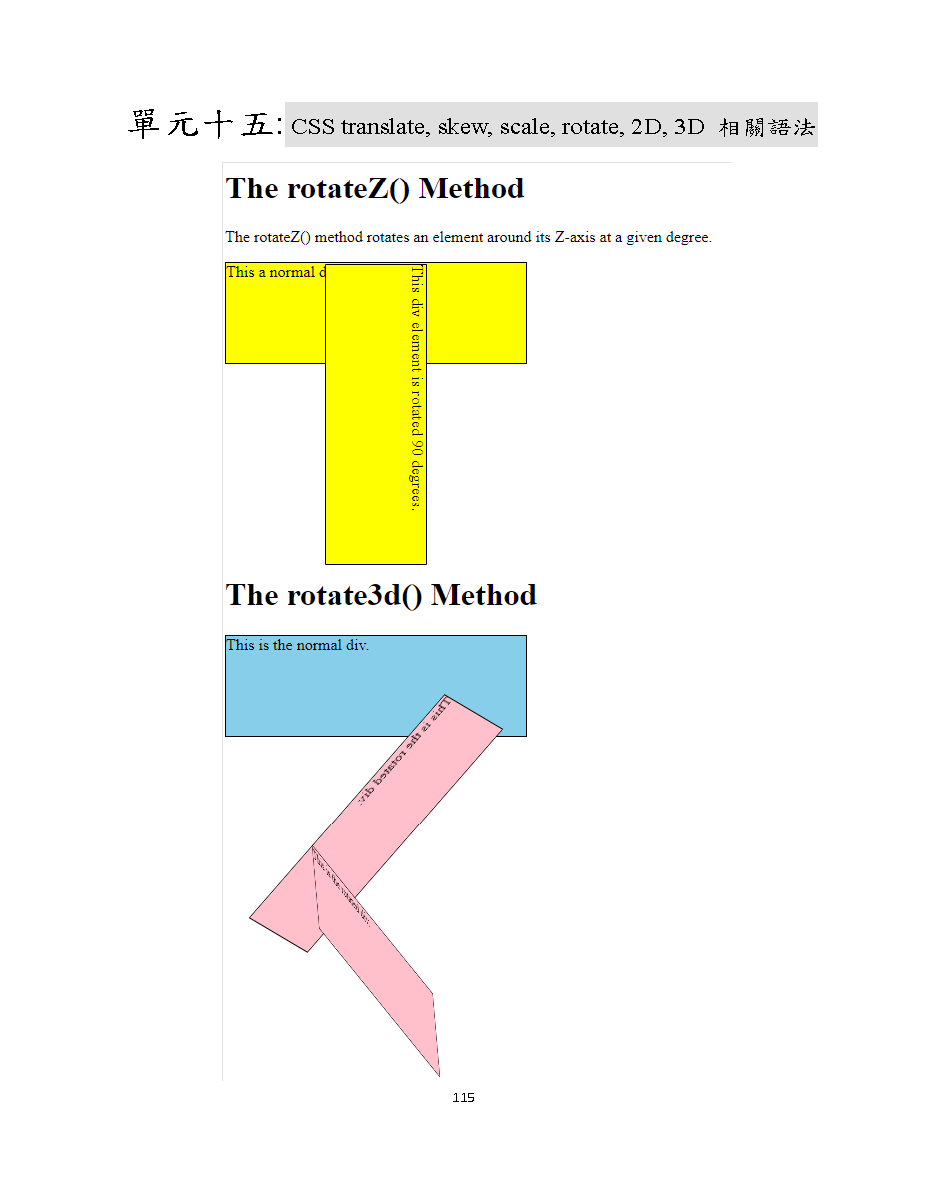 單元十五: CSS translate, skew, scale, rotate, 2D, 3D 相關語法
The rotateZ() Method
The rotateZ() method rotates an element around its Z-axis at a given degree.
This a normal d
This div element is rotated 90 degrees.
The rotate3d() Method
This is the normal div.
This is the rotated div.
115